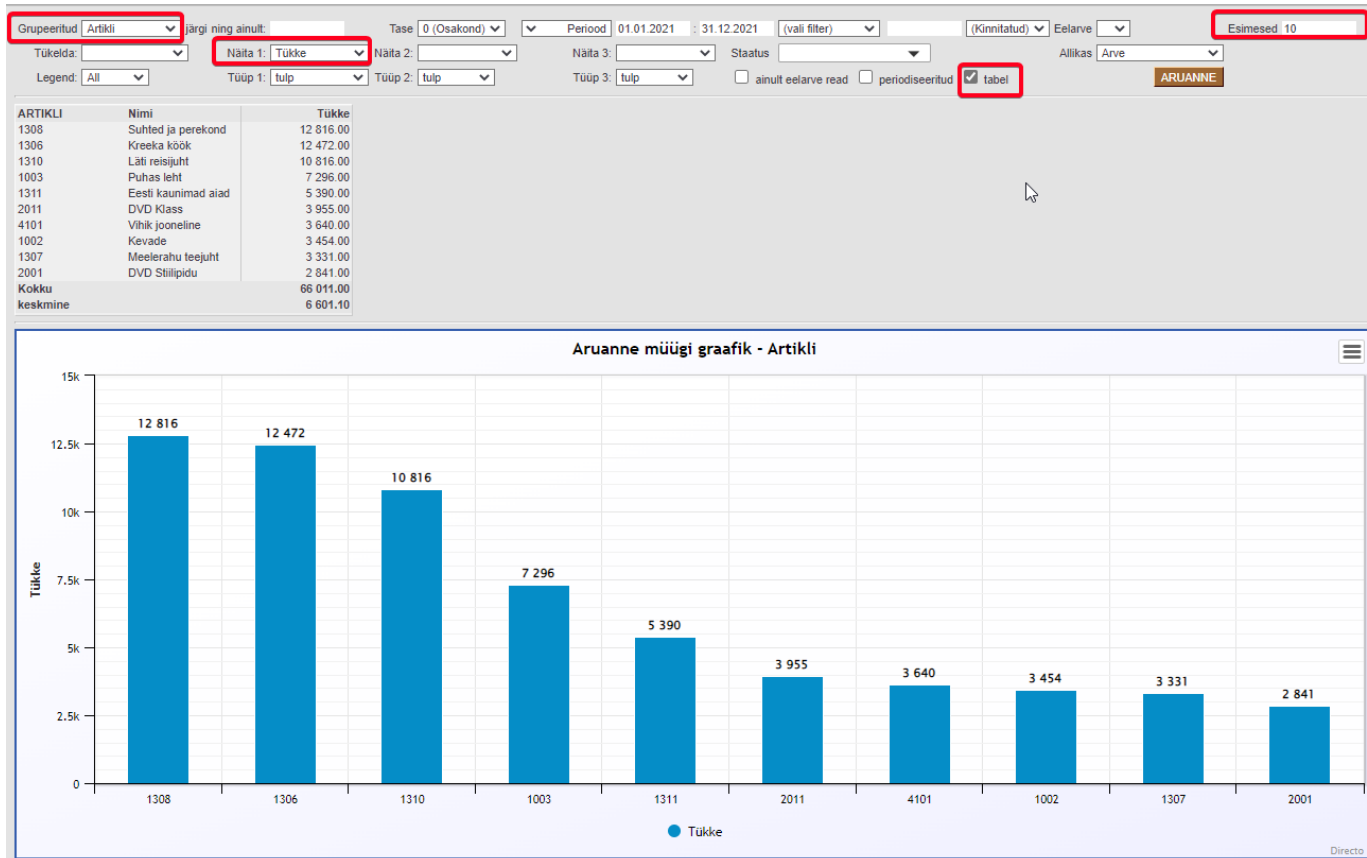 Grupeeritud Artikli järgi ning ainult: Tase 0 (Osakond) Periood 01.01.2021 : 31.12.2021 (vali filter) (Kinnitatud) Eelarve Esimesed 10
Tükelda: Näita 1: Tükke Näita 2: Näita 3: Staatus Allikas Arve
Legend: All Tüüp 1: tulp Tüüp 2: tulp Tüüp 3: tulp ainult eelarve read periodiseeritud tabel ARUANNE
ARTIKLI Nimi Tükke
1308 Suhted ja perekond 12 816.00
1306 Kreeka köök 12 472.00
1310 Läti reisijuht 10 816.00
1003 Puhas leht 7 296.00
1311 Eesti kaunimad aiad 5 390.00
2011 DVD Klass 3 955.00
4101 Vihik jooneline 3 640.00
1002 Kevade 3 454.00
1307 Meelerahu teejuht 3 331.00
2001 DVD Stiilipidu 2 841.00
Kokku 66 011.00
keskmine 6 601.10
Aruanne müügi graafik - Artikli
15k
12.5k
10k
7.5k
5k
2.5k
0
Tükke
12 816
12 472
10 816
7 296
5 390
3 955
3 640
3 454
3 331
2 841
1308 1306 1310 1003 1311 2011 4101 1002 1307 2001
Tükke
Directo